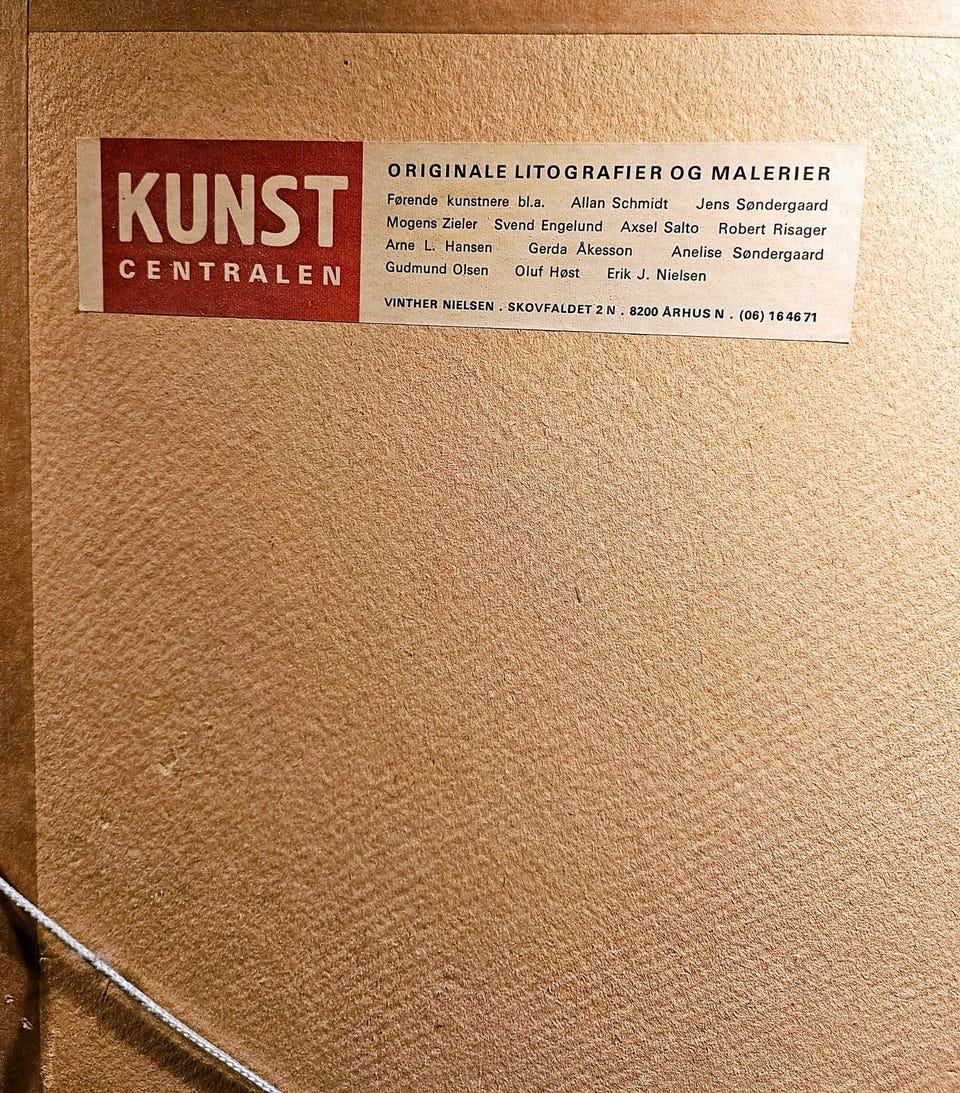 KUNST
CENTRALEN
ORIGINALE LITOGRAFIER OG MALERIER
Førende kunstnere bl.a. Allan Schmidt Jens Søndergaard
Mogens Zieler Svend Engelund Axsel Salto Robert Risager
Arne L. Hansen Gerda Åkesson Anelise Søndergaard
Gudmund Olsen Oluf Høst Erik J. Nielsen
VINTHER NIELSEN . SKOVFALDET 2 N . 8200 ÅRHUS N . (06) 16 46 71